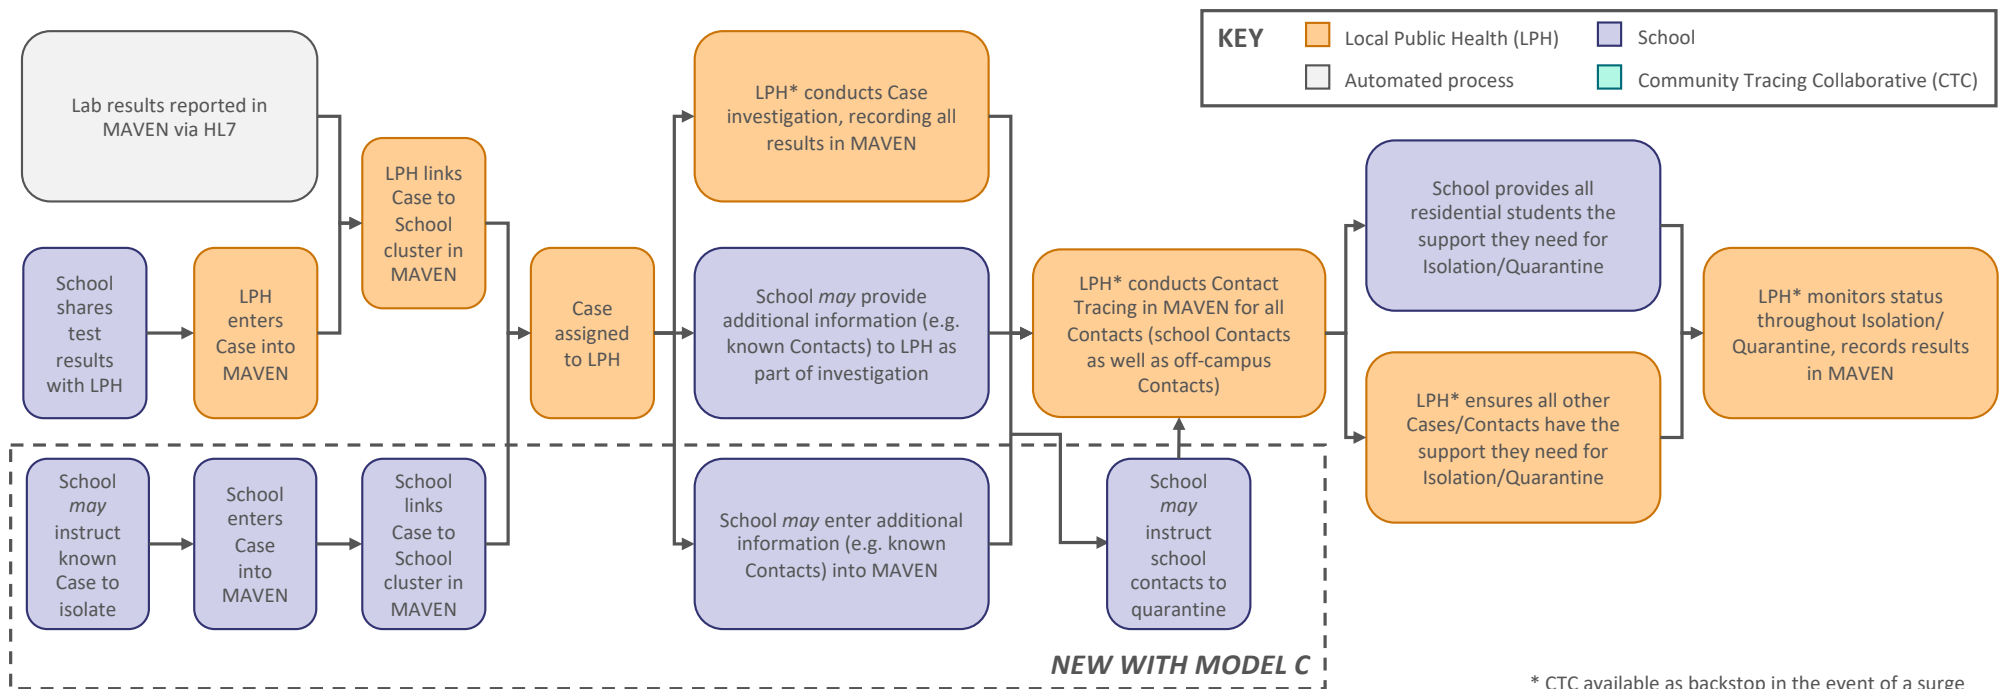 KEY
Local Public Health (LPH)
School
Automated process
Community Tracing Collaborative (CTC)
Lab results reported in
MAVEN via HL7
School
shares
test
results
with LPH
LPH
enters
Case into
MAVEN
LPH links
Case to
School
cluster in
MAVEN
Case
assigned
to LPH
LPH* conducts Case
investigation, recording all
results in MAVEN
School may provide
additional information (e.g.
known Contacts) to LPH as
part of investigation
LPH* conducts Contact
Tracing in MAVEN for all
Contacts (school Contacts
as well as off-campus
Contacts)
School provides all
residential students the
support they need for
Isolation/Quarantine
LPH* ensures all other
Cases/Contacts have the
support they need for
Isolation/Quarantine
LPH* monitors status
throughout Isolation/
Quarantine, records results
in MAVEN
School
may
instruct
known
Case to
isolate
School
enters
Case
into
MAVEN
School
links
Case to
School
cluster in
MAVEN
School may enter additional
information (e.g. known
Contacts) into MAVEN
School
may
instruct
school
contacts to
quarantine
NEW WITH MODEL C
* CTC available as backstop in the event of a surge